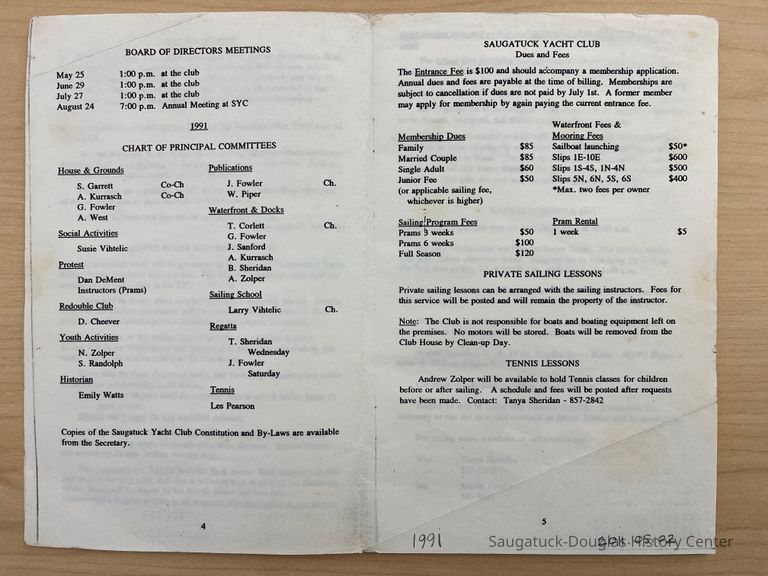 BOARD OF DIRECTORS MEETINGS
May 25 1:00 p.m. at the club
June 29 1:00 p.m. at the club
July 27 1:00 p.m. at the club
August 24 7:00 p.m. Annual Meeting at SYC
1991
CHART OF PRINCIPAL COMMITTEES
House & Grounds
S. Garrett Co-Ch
A. Kurrasch Co-Ch
G. Fowler
A. West
Social Activities
Susie Vihtelic
Protest
Dan DeMent
Instructors (Prams)
Redouble Club
D. Cheever
Youth Activities
N. Zolper
S. Randolph
Historian
Emily Watts
Publications
J. Fowler Ch.
W. Piper
Waterfront & Docks
T. Corlett Ch.
G. Fowler
J. Sanford
A. Kurrasch
B. Sheridan
A. Zolper
Sailing School
Larry Vihtelic Ch.
Regatta
T. Sheridan
Wednesday
J. Fowler
Saturday
Tennis
Les Pearson
Copies of the Saugatuck Yacht Club Constitution and By-Laws are available
from the Secretary.
4
SAUGATUCK YACHT CLUB
Dues and Fees
The Entrance Fee is $100 and should accompany a membership application.
Annual dues and fees are payable at the time of billing. Memberships are
subject to cancellation if dues are not paid by July 1st. A former member
may apply for membership by again paying the current entrance fee.
Membership Dues
Family $85
Married Couple $85
Single Adult $60
Junior Fee $50
(or applicable sailing fee,
whichever is higher)
Waterfront Fees &
Mooring Fees
Sailboat launching $50*
Slips 1E-10E $600
Slips 1S-4S, 1N-4N $500
Slips 5N, 6N, 5S, 6S $400
*Max. two fees per owner
Sailing Program Fees
Prams 3 weeks $50
Prams 6 weeks $100
Full Season $120
Pram Rental
1 week $5
PRIVATE SAILING LESSONS
Private sailing lessons can be arranged with the sailing instructors. Fees for
this service will be posted and will remain the property of the instructor.
Note: The Club is not responsible for boats and boating equipment left on
the premises. No motors will be stored. Boats will be removed from the
Club House by Clean-up Day.
TENNIS LESSONS
Andrew Zolper will be available to hold Tennis classes for children
before or after sailing. A schedule and fees will be posted after requests
have been made. Contact: Tanya Sheridan - 857-2842
5
1991
Saugatuck-Douglas History Center